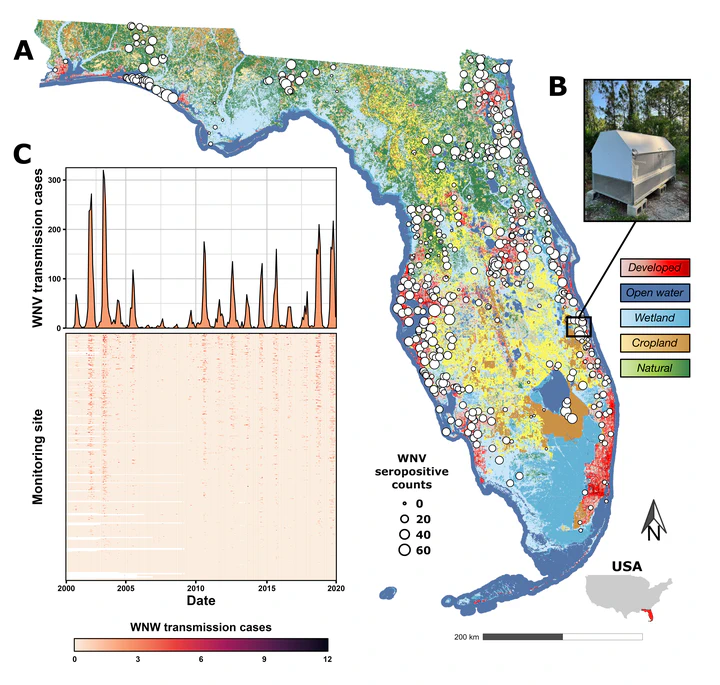 A
B
C
WNV transmission cases
300
200
100
0
Monitoring site
2000
2005
2010
2015
2020
Date
WNW transmission cases
0
3
6
9
12
WNV
seropositive
counts
0
20
40
60
Developed
Open water
Wetland
Cropland
Natural
N
USA
200 km